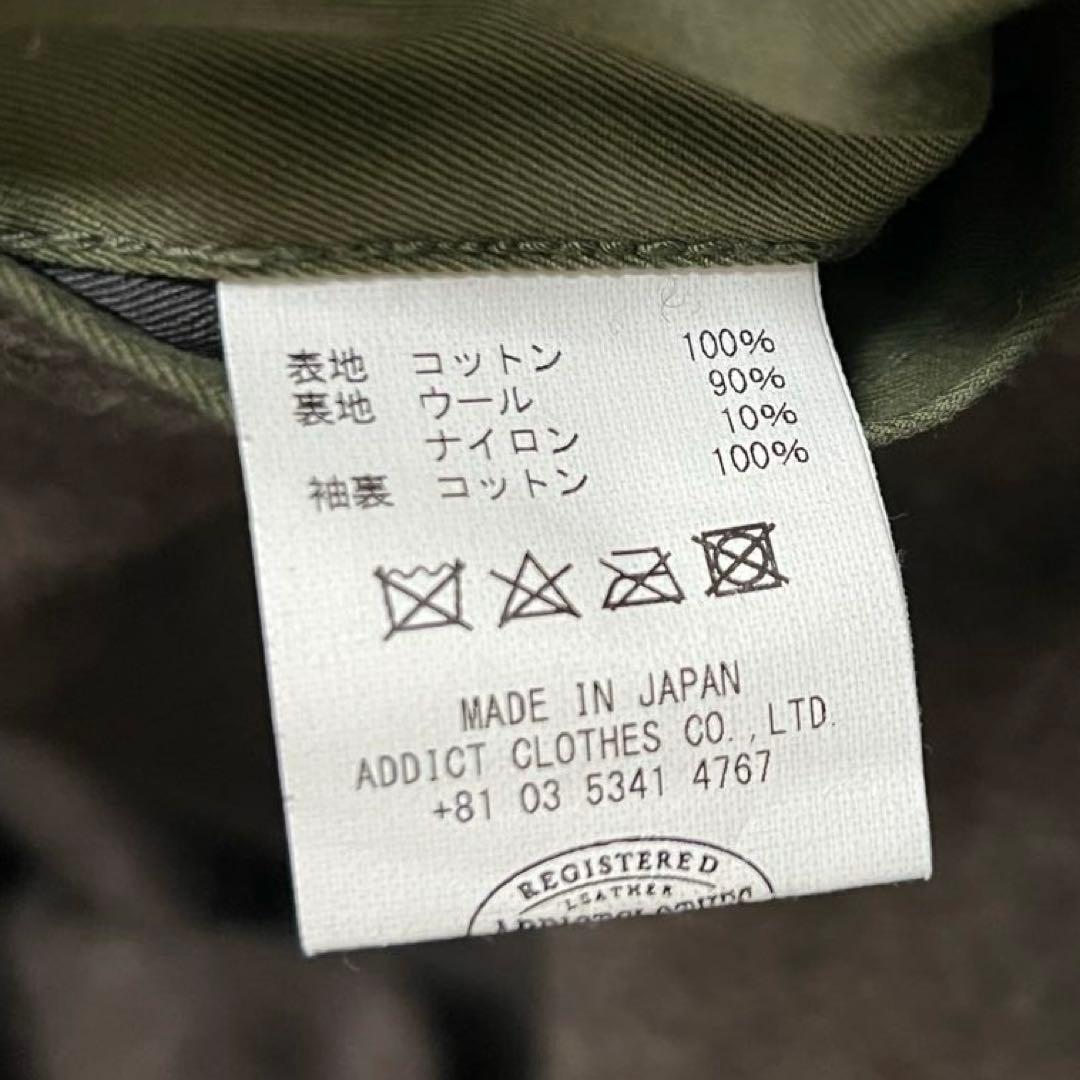 表地 コットン 100%
裏地 ウール 90%
ナイロン 10%
袖裏 コットン 100%
MADE IN JAPAN
ADDICT CLOTHES CO.,LTD.
+81 03 5341 4767
REGISTERED
LEATHER